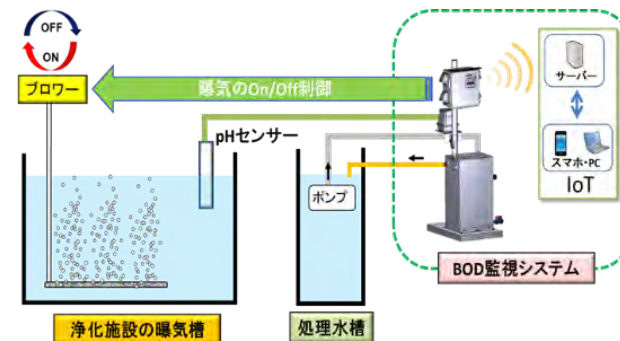 OFF
ON
ブロワー
曝気のOn/Off制御
サーバー
スマホ・PC
IoT
pHセンサー
ポンプ
BOD監視システム
浄化施設の曝気槽
処理水槽